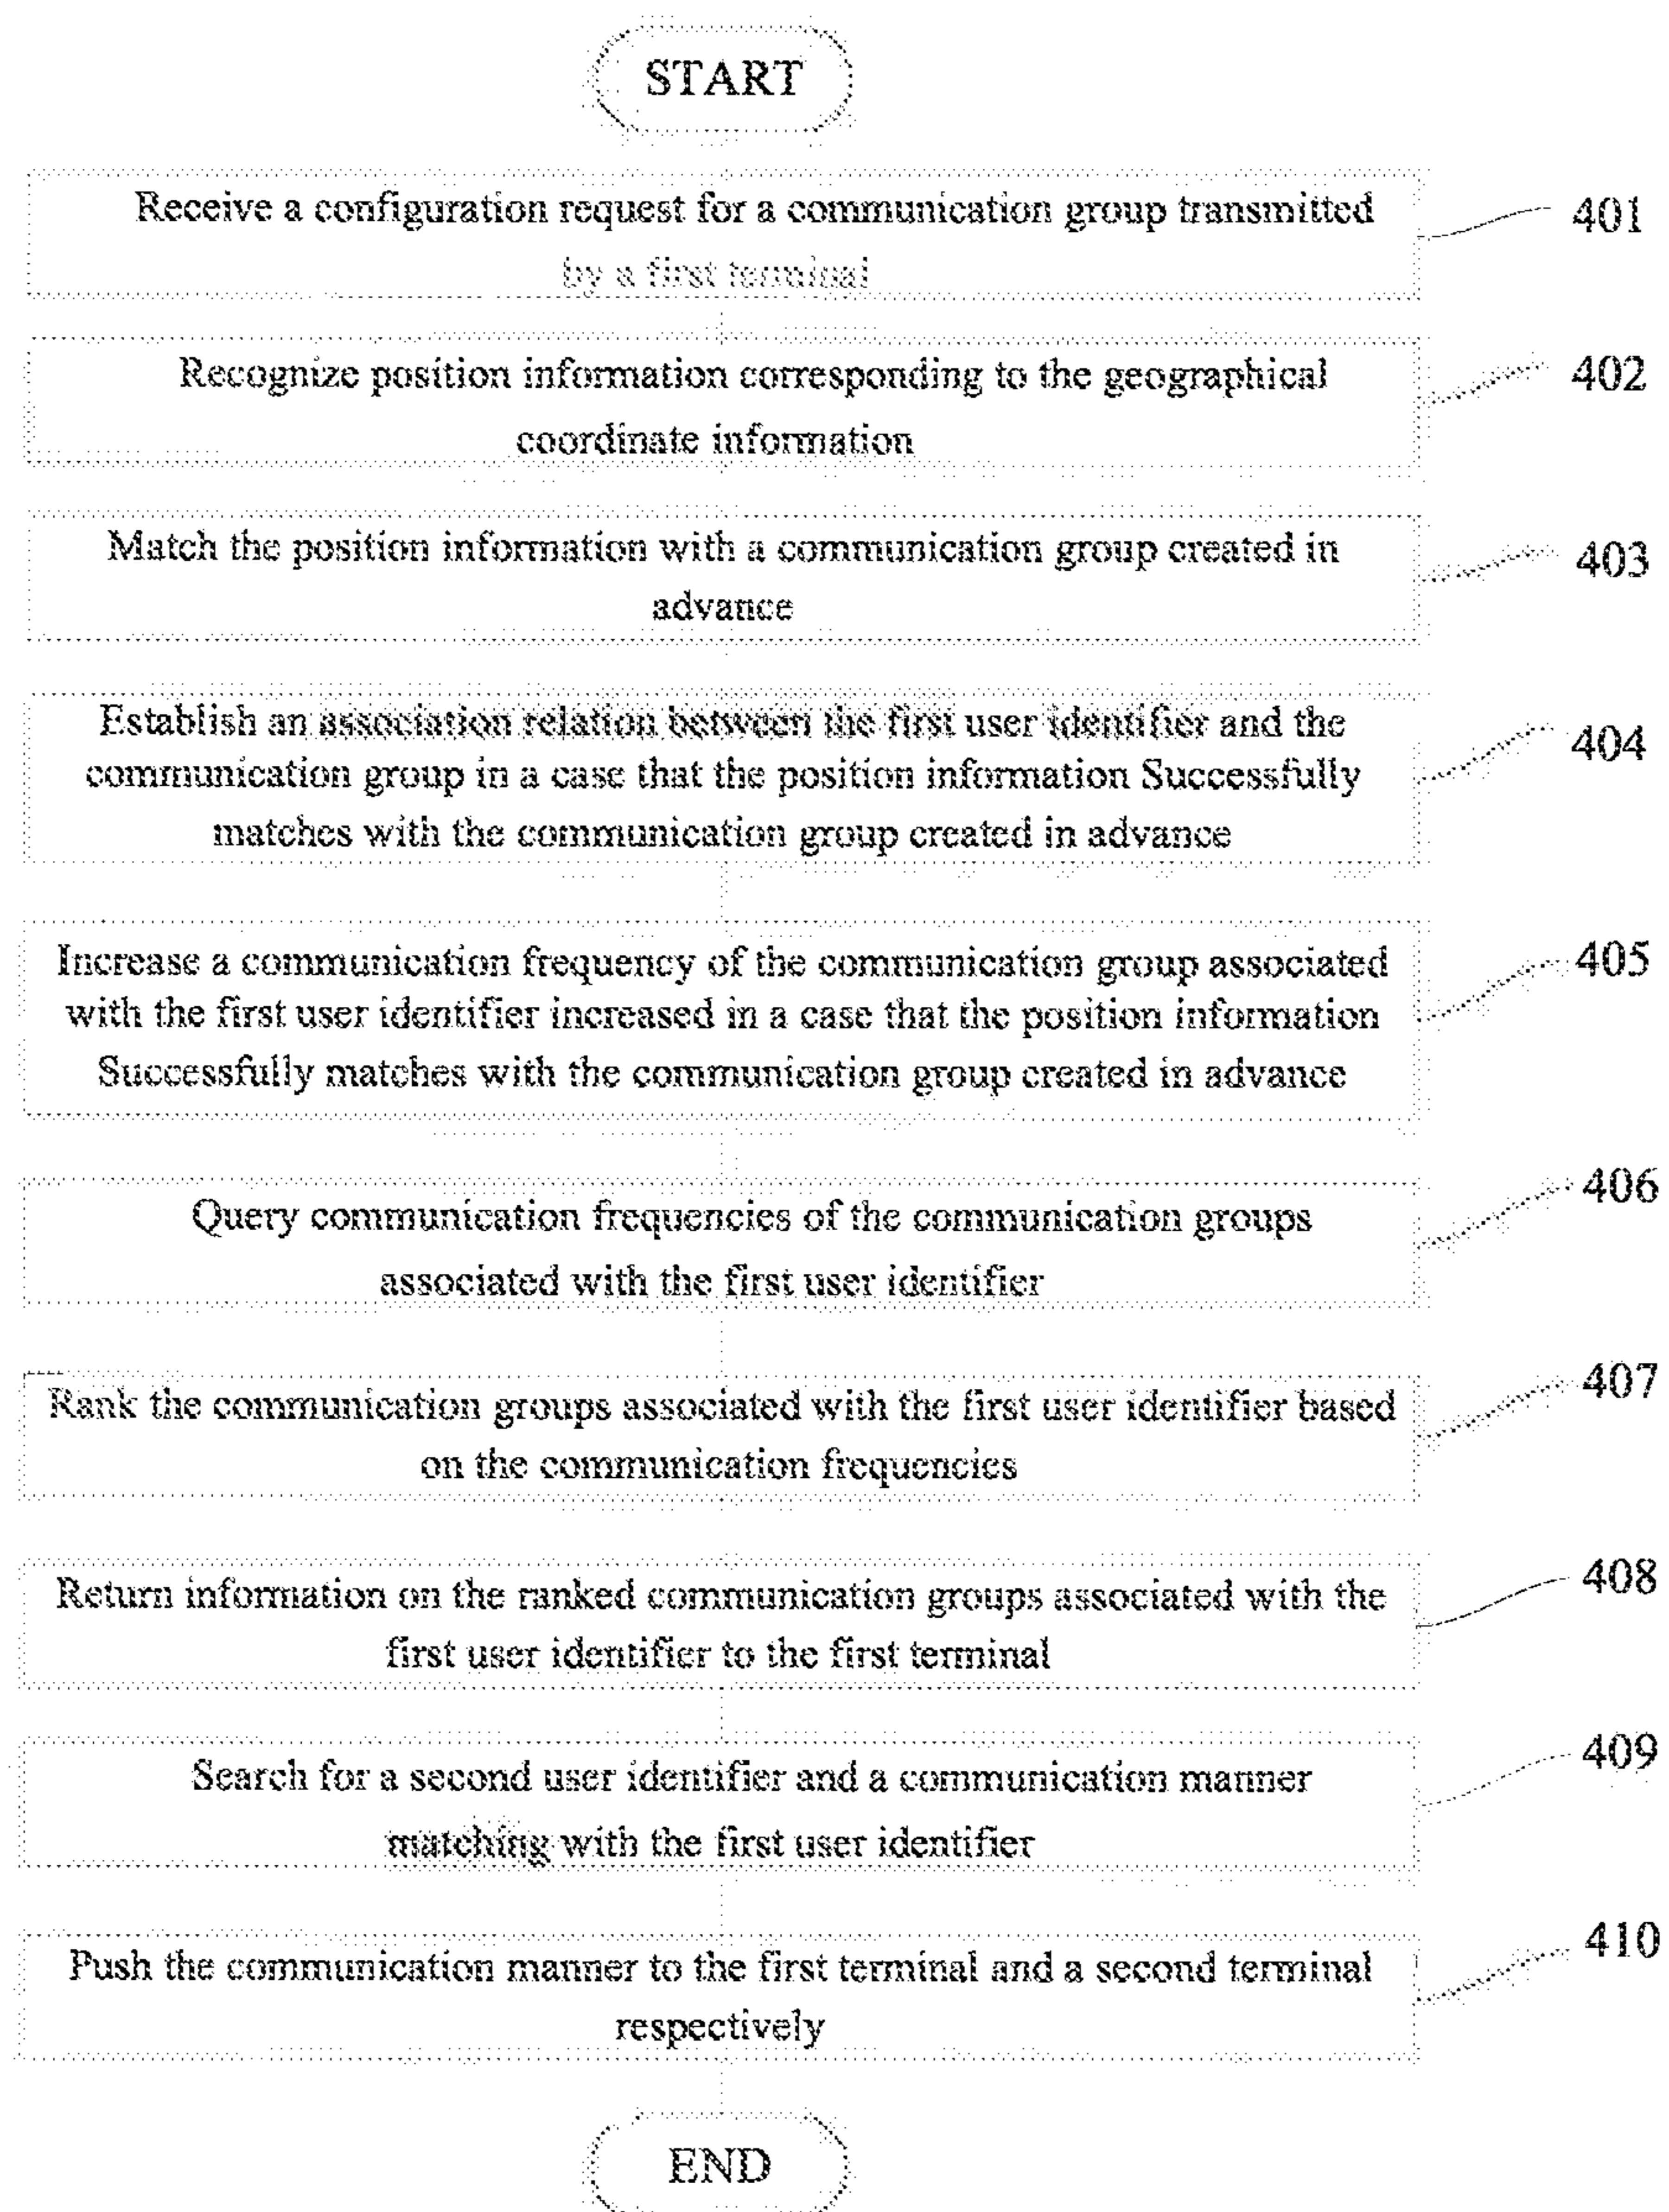 START
Receive a configuration request for a communication group transmitted
401
by a first terminal
Recognize position information corresponding to the geographical
402
coordinate information
Match the position information with a communication group created in
403
advance
Establish an association relation between the first user identifier and the
404
communication group in a case that the position information Successfully
matches with the communication group created in advance
Increase a communication frequency of the communication group associated
405
with the first user identifier increased in a case that the position information
Successfully matches with the communication group created in advance
406
Query communication frequencies of the communication groups
associated with the first user identifier
407
Rank the communication groups associated with the first user identifier based
on the communication frequencies
408
Return information on the ranked communication groups associated with the
first user identifier to the first terminal
409
Search for a second user identifier and a communication manner
matching with the first user identifier
410
Push the communication manner to the first terminal and a second terminal
respectively
END